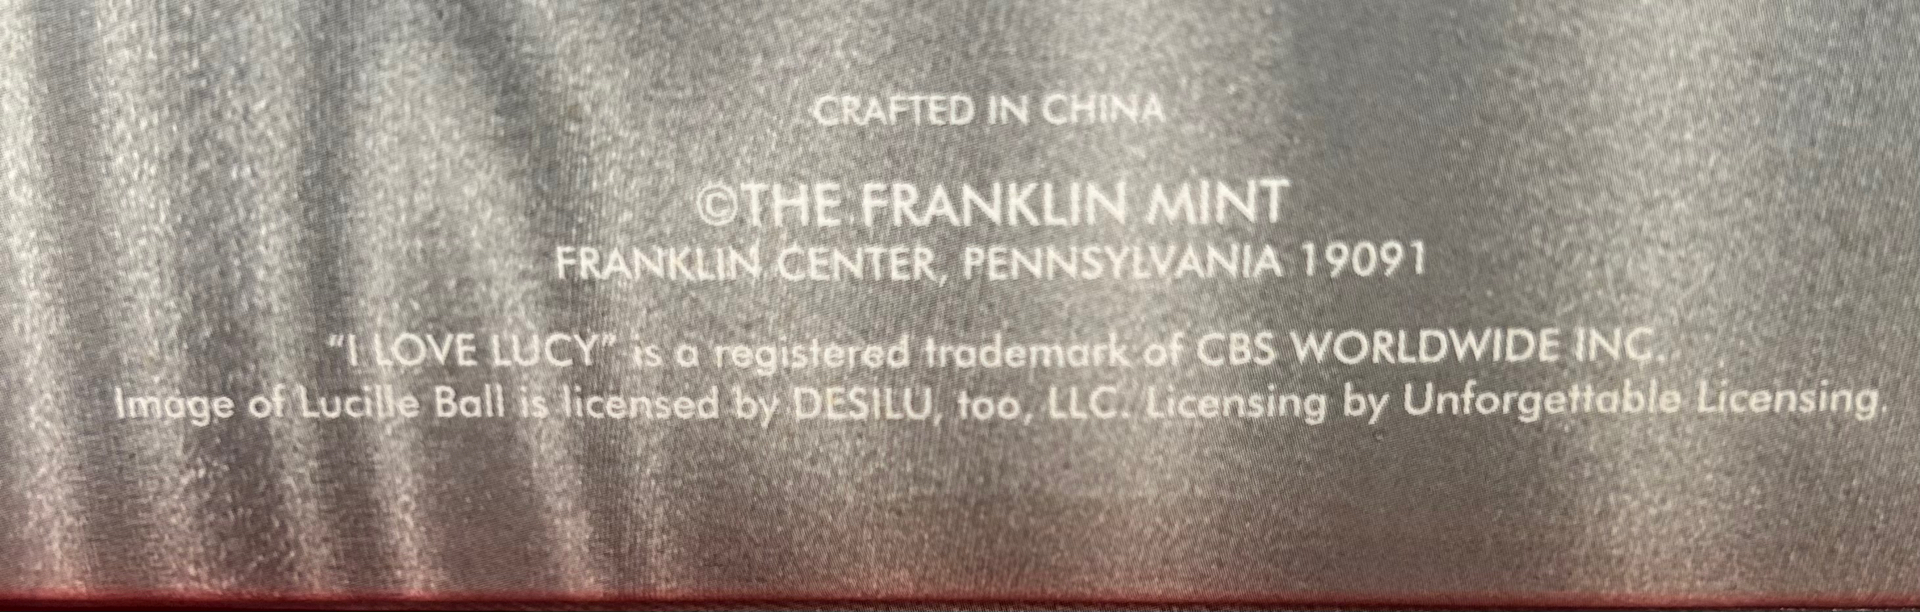 CRAFTED IN CHINA
©THE FRANKLIN MINT
FRANKLIN CENTER, PENNSYLVANIA 19091
“I LOVE LUCY” is a registered trademark of CBS WORLDWIDE INC.
Image of Lucille Ball is licensed by DESILU, too, LLC. Licensing by Unforgettable Licensing.